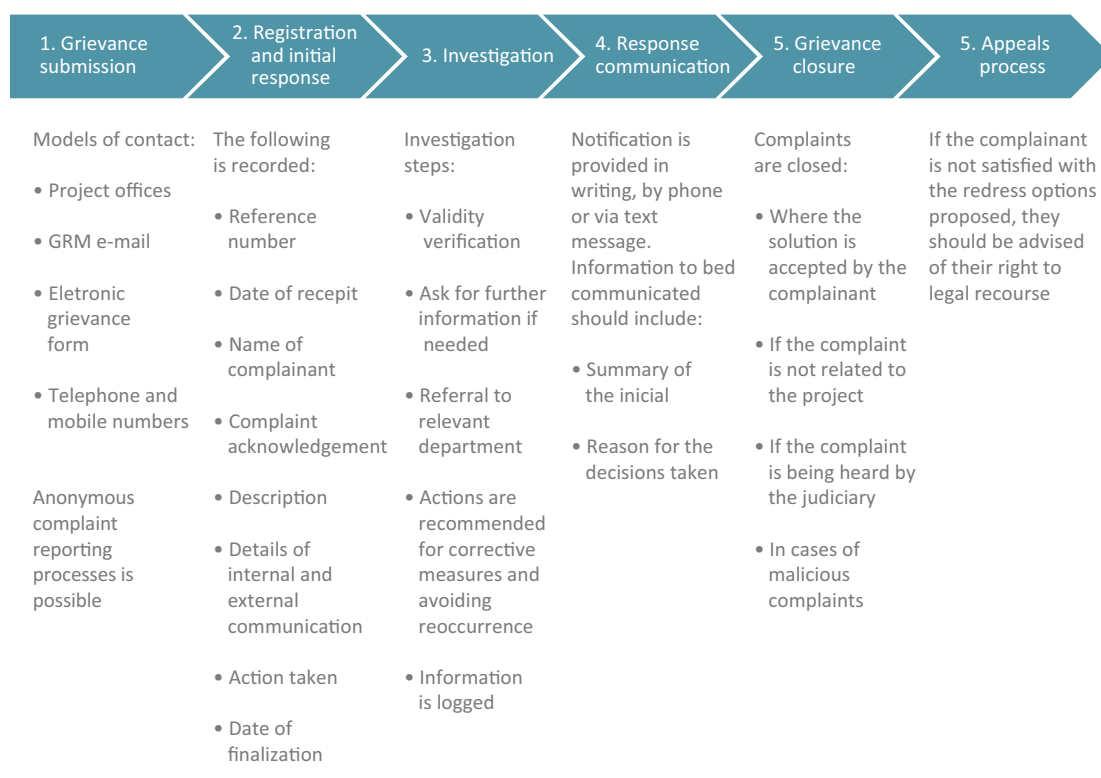 1. Grievance
submission
2. Registration
and initial
response
3. Investigation
4. Response
communication
5. Grievance
closure
5. Appeals
process
Models of contact:
• Project offices
• GRM e-mail
• Eletronic
grievance
form
• Telephone and
mobile numbers
Anonymous
complaint
reporting
processes is
possible
The following
is recorded:
• Reference
number
• Date of recepit
• Name of
complainant
• Complaint
acknowledgement
• Description
• Details of
internal and
external
communication
• Action taken
• Date of
finalization
Investigation
steps:
• Validity
verification
• Ask for further
information if
needed
• Referral to
relevant
department
• Actions are
recommended
for corrective
measures and
avoiding
reoccurrence
• Information
is logged
Notification is
provided in
writing, by phone
or via text
message.
Information to bed
communicated
should include:
• Summary of
the inicial
• Reason for the
decisions taken
Complaints
are closed:
• Where the
solution is
accepted by the
complainant
• If the complaint
is not related to
the project
• If the complaint
is being heard by
the judiciary
• In cases of
malicious
complaints
If the complainant
is not satisfied with
the redress options
proposed, they
should be advised
of their right to
legal recourse